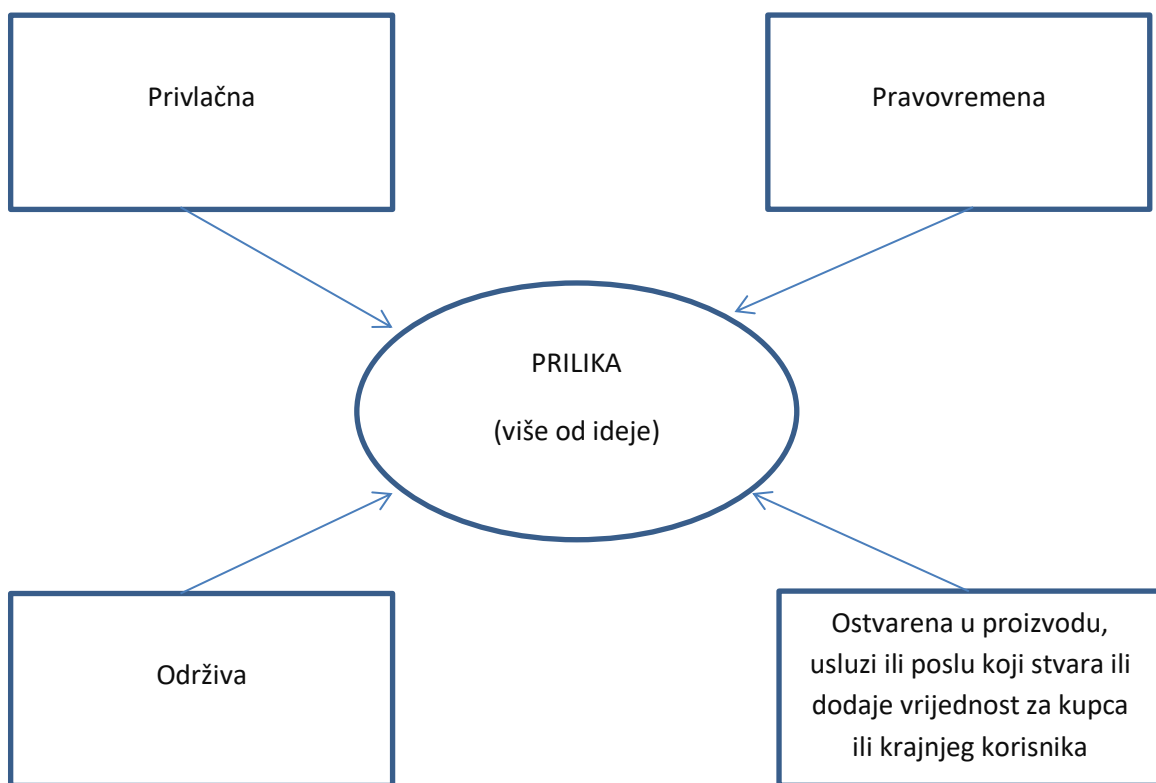 Privlačna
Pravovremena
PRILIKA
(više od ideje)
Održiva
Ostvarena u proizvodu,
usluzi ili poslu koji stvara ili
dodaje vrijednost za kupca
ili krajnjeg korisnika